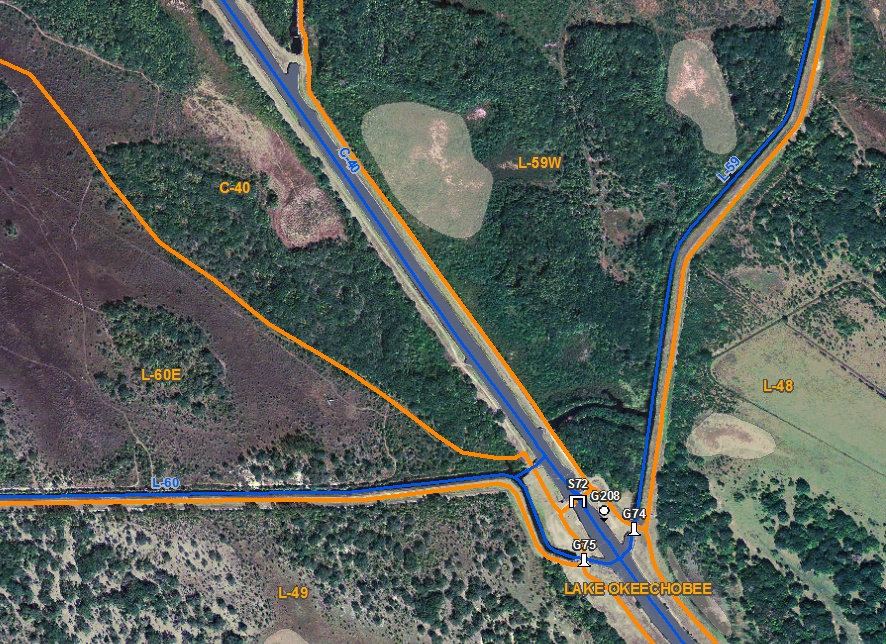 C-40
L-59W
L-59
C-40
L-60E
L-48
L-60
S72
G208
G74
G75
LAKE OKEECHOBEE
L-49